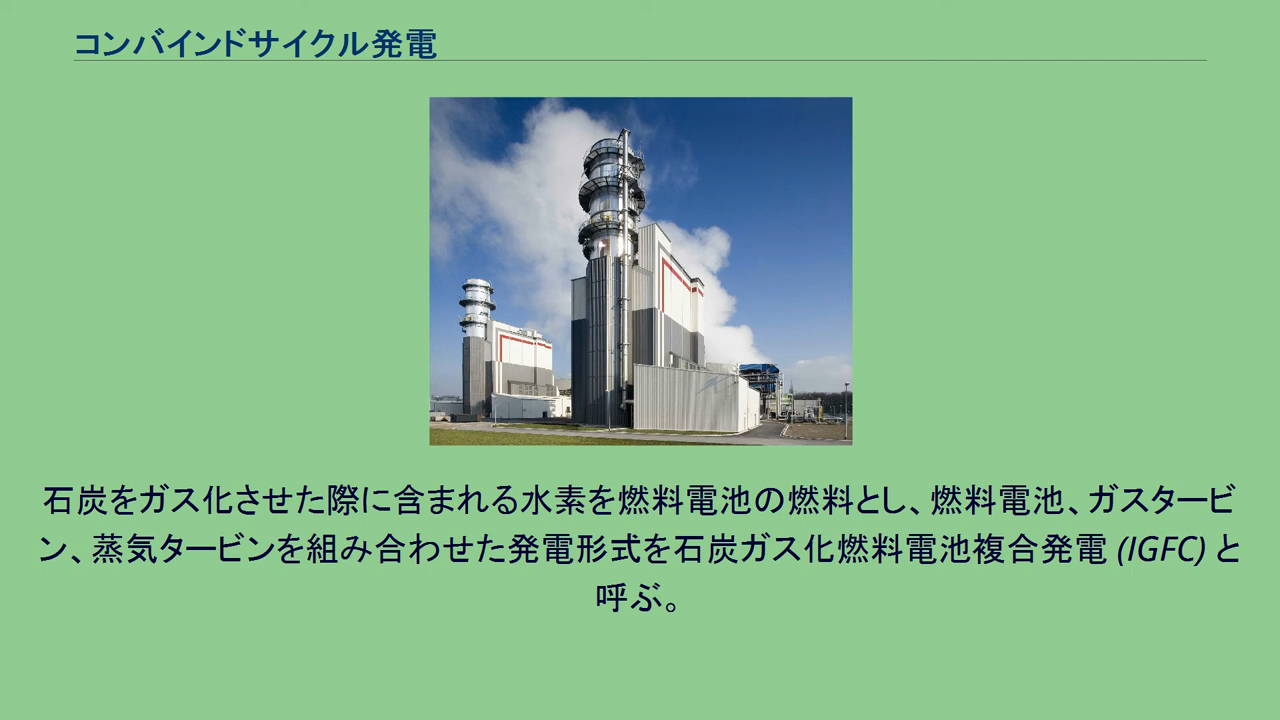 コンバインドサイクル発電
石炭をガス化させた際に含まれる水素を燃料電池の燃料とし、燃料電池、ガスタービ
ン、蒸気タービンを組み合わせた発電形式を石炭ガス化燃料電池複合発電 (IGFC) と
呼ぶ。